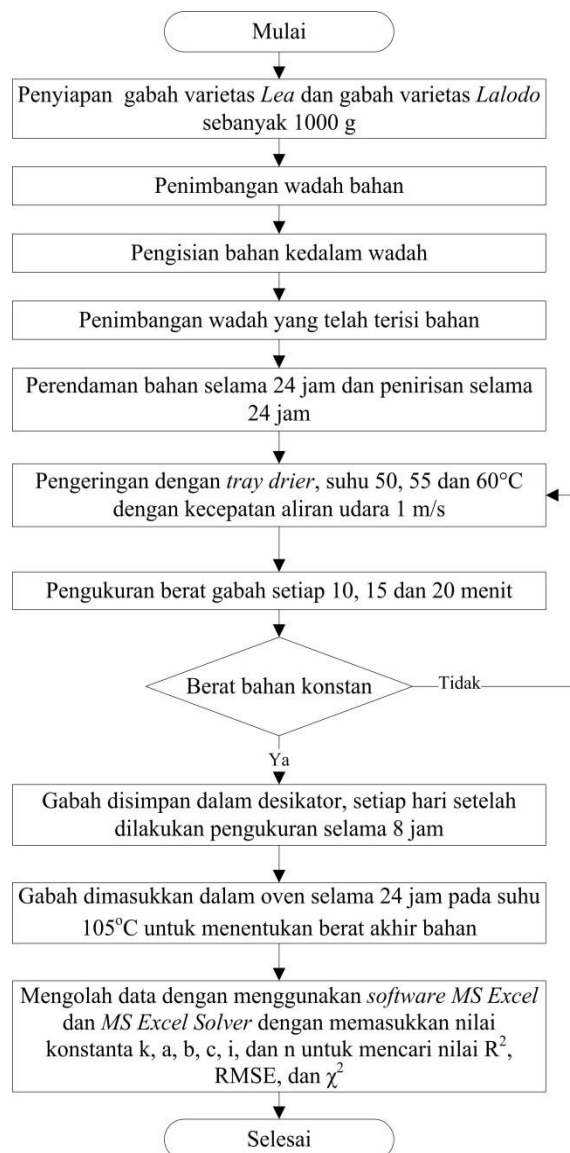 Mulai
Penyiapan gabah varietas Lea dan gabah varietas Lalodo
sebanyak 1000 g
Penimbangan wadah bahan
Pengisian bahan kedalam wadah
Penimbangan wadah yang telah terisi bahan
Perendaman bahan selama 24 jam dan penirisan selama
24 jam
Pengeringan dengan tray drier, suhu 50, 55 dan 60°C
dengan kecepatan aliran udara 1 m/s
Pengukuran berat gabah setiap 10, 15 dan 20 menit
Berat bahan konstan
Tidak
Ya
Gabah disimpan dalam desikator, setiap hari setelah
dilakukan pengukuran selama 8 jam
Gabah dimasukkan dalam oven selama 24 jam pada suhu
105°C untuk menentukan berat akhir bahan
Mengolah data dengan menggunakan software MS Excel
dan MS Excel Solver dengan memasukkan nilai
konstanta k, a, b, c, i, dan n untuk mencari nilai R²,
RMSE, dan χ²
Selesai